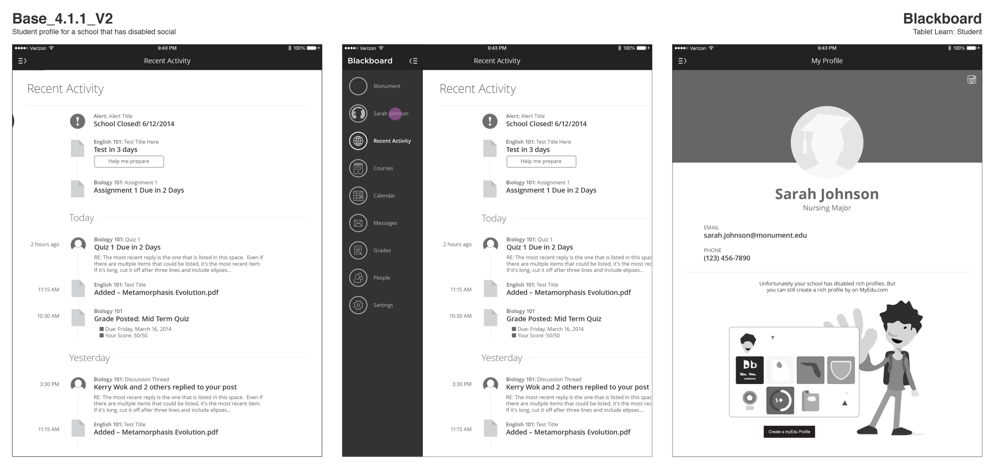 Base_4.1.1_V2
Student profile for a school that has disabled social
Blackboard
Tablet Learn: Student
Verizon 9:43 PM 100%
Recent Activity
Recent Activity
Alert: Alert Title
School Closed! 6/12/2014
English 101: Test Title Here
Test in 3 days
Help me prepare
Biology 101: Assignment 1
Assignment 1 Due in 2 Days
Today
2 hours ago
Biology 101: Quiz 1
Quiz 1 Due in 2 Days
RE: The most recent reply is the one that is listed in this space. Even if
there are multple items that could be listed, it's the most recent item.
If it's long, cut it off after three lines and include elipses...
11:15 AM
English 101: Test Title
Added – Metamorphasis Evolution.pdf
10:30 AM
Biology 101
Grade Posted: Mid Term Quiz
Due: Friday, March 16, 2014
Your Score: 50/50
Yesterday
3:30 PM
Biology 101: Discussion Thread
Kerry Wok and 2 others replied to your post
RE: The most recent reply is the one that is listed in this space. Even if
there are multple items that could be listed, it's the most recent item.
If it's long, cut it off after three lines and include elipses...
11:15 AM
English 101: Test Title
Added – Metamorphasis Evolution.pdf
Verizon 9:43 PM 100%
Blackboard
Recent Activity
Monument
Sarah Johnson
Recent Activity
Courses
Calendar
Messages
Grades
People
Settings
Recent Activity
Alert: Alert Title
School Closed! 6/12/2014
English 101: Test Title Here
Test in 3 days
Help me prepare
Biology 101: Assignment 1
Assignment 1 Due in 2 Days
Today
2 hours ago
Biology 101: Quiz 1
Quiz 1 Due in 2 Days
RE: The most recent reply is the one that is listed in this spac
there are multple items that could be listed, it's the most rec
If it's long, cut it off after three lines and include elipses...
11:15 AM
English 101: Test Title
Added – Metamorphasis Evolution.pdf
10:30 AM
Biology 101
Grade Posted: Mid Term Quiz
Due: Friday, March 16, 2014
Your Score: 50/50
Yesterday
3:30 PM
Biology 101: Discussion Thread
Kerry Wok and 2 others replied to your post
RE: The most recent reply is the one that is listed in this spac
there are multple items that could be listed, it's the most rec
If it's long, cut it off after three lines and include elipses...
11:15 AM
English 101: Test Title
Added – Metamorphasis Evolution.pdf
Verizon 9:43 PM 100%
My Profile
Sarah Johnson
Nursing Major
EMAIL
sarah.johnson@monument.edu
PHONE
(123) 456-7890
Unfortunately your school has disabled rich profiles. But
you can still create a rich profile by on MyEdu.com
Create a myEdu Profile